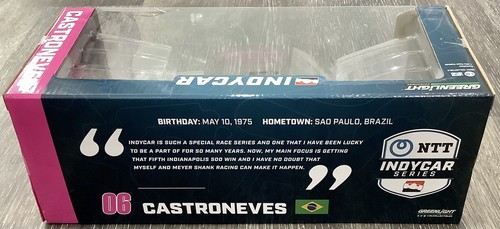 CASTRONEVES
INDYCAR
GREENLIGHT
BIRTHDAY: MAY 10, 1975 HOMETOWN: SAO PAULO, BRAZIL
“
INDYCAR IS SUCH A SPECIAL RACE SERIES AND ONE THAT I HAVE BEEN LUCKY
TO BE A PART OF FOR SO MANY YEARS. NOW, MY MAIN FOCUS IS GETTING
THAT FIFTH INDIANAPOLIS 500 WIN AND I HAVE NO DOUBT THAT
MYSELF AND MEYER SHANK RACING CAN MAKE IT HAPPEN.
”
NTT
INDYCAR
SERIES
06 CASTRONEVES
GREENLIGHT